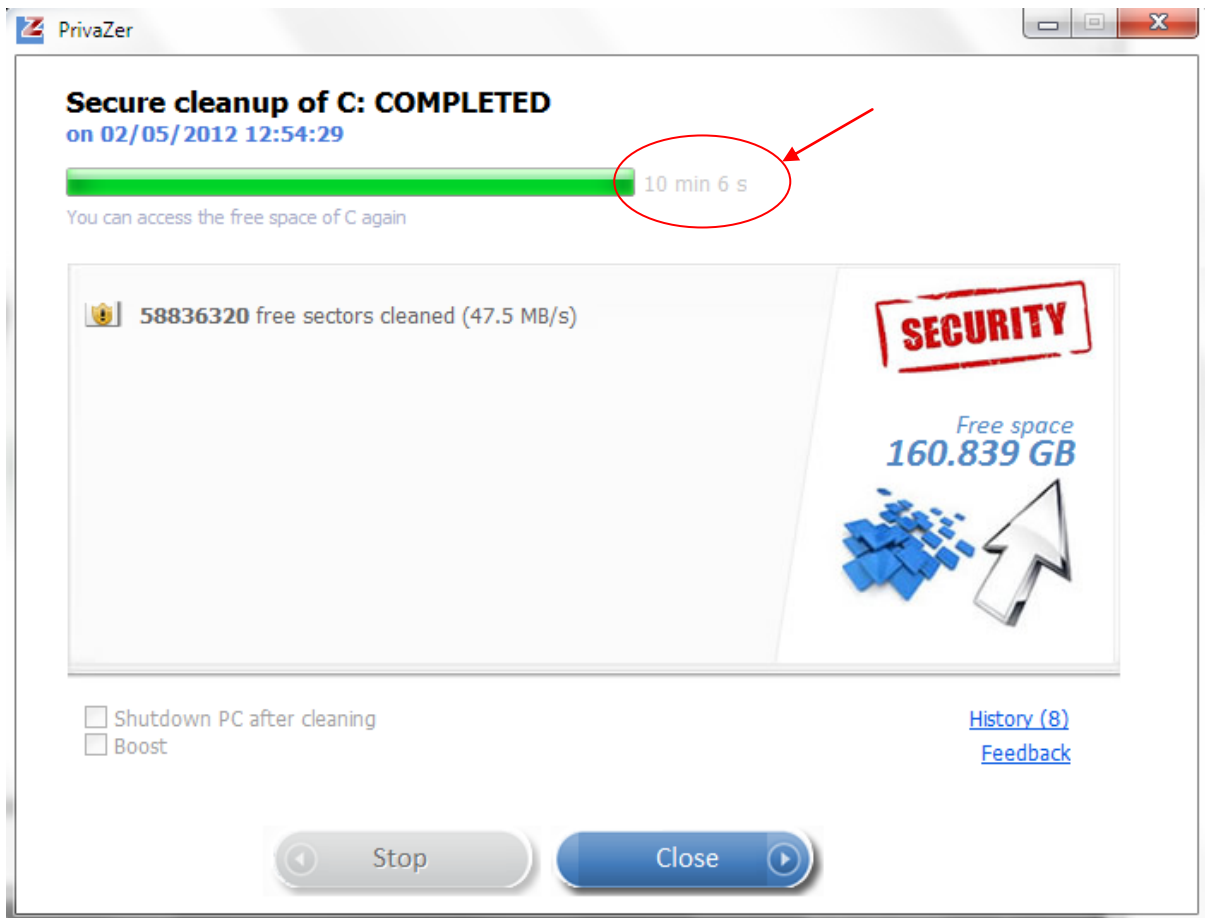 PrivaZer
Secure cleanup of C: COMPLETED
on 02/05/2012 12:54:29
10 min 6 s
You can access the free space of C again
58836320 free sectors cleaned (47.5 MB/s)
SECURITY
Free space
160.839 GB
Shutdown PC after cleaning
Boost
History (8)
Feedback
Stop
Close